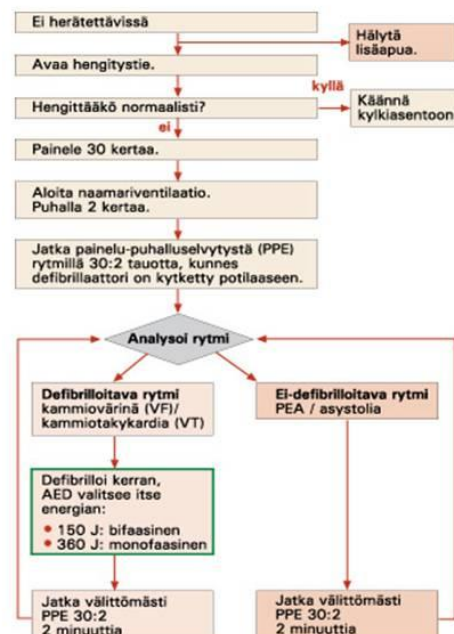 Ei herätettävissä
Hälytä
lisäapua.
Avaa hengitystie.
kyllä
Hengittääkö normaalisti?
Käännä
kylkiasentoon
ei
Painele 30 kertaa.
Aloita naamariventilaatio.
Puhalla 2 kertaa.
Jatka painelu-puhalluselvytystä (PPE)
rytmillä 30:2 tauotta, kunnes
defibrillaattori on kytketty potilaaseen.
Analysoi rytmi
Defibrilloitava rytmi
kammiovärinä (VF)/
kammiotakykardia (VT)
Ei-defibrilloitava rytmi
PEA / asystolia
Defibrilloi kerran,
AED valitsee itse
energian:
• 150 J: bifaasinen
• 360 J: monofaasinen
Jatka välittömästi
PPE 30:2
2 minuuttia
Jatka välittömästi
PPE 30:2
2 minuuttia